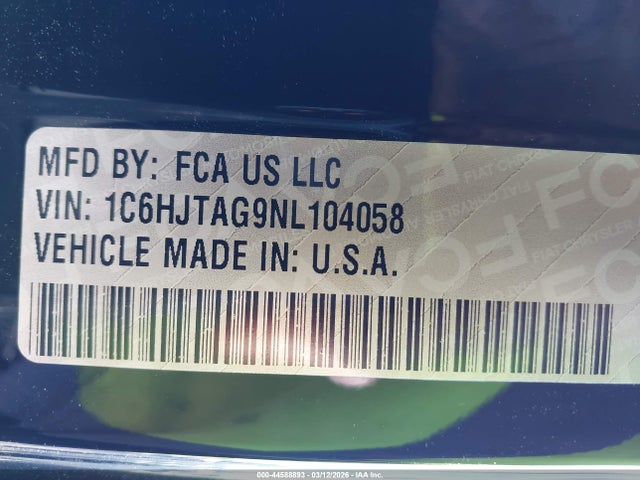 MFD BY: FCA US LLC
VIN: 1C6HJTAG9NL104058
VEHICLE MADE IN: U.S.A.
000-44588893 - 03/12/2026 - IAA Inc.